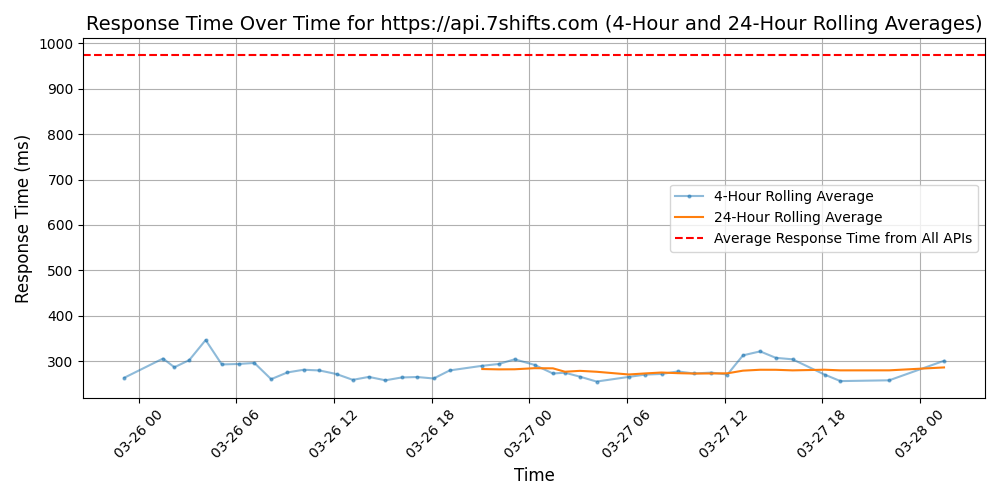 Response Time Over Time for https://api.7shifts.com (4-Hour and 24-Hour Rolling Averages)
Response Time (ms)
1000
900
800
700
600
500
400
300
4-Hour Rolling Average
24-Hour Rolling Average
Average Response Time from All APIs
03-26 00
03-26 06
03-26 12
03-26 18
03-27 00
03-27 06
03-27 12
03-27 18
03-28 00
Time